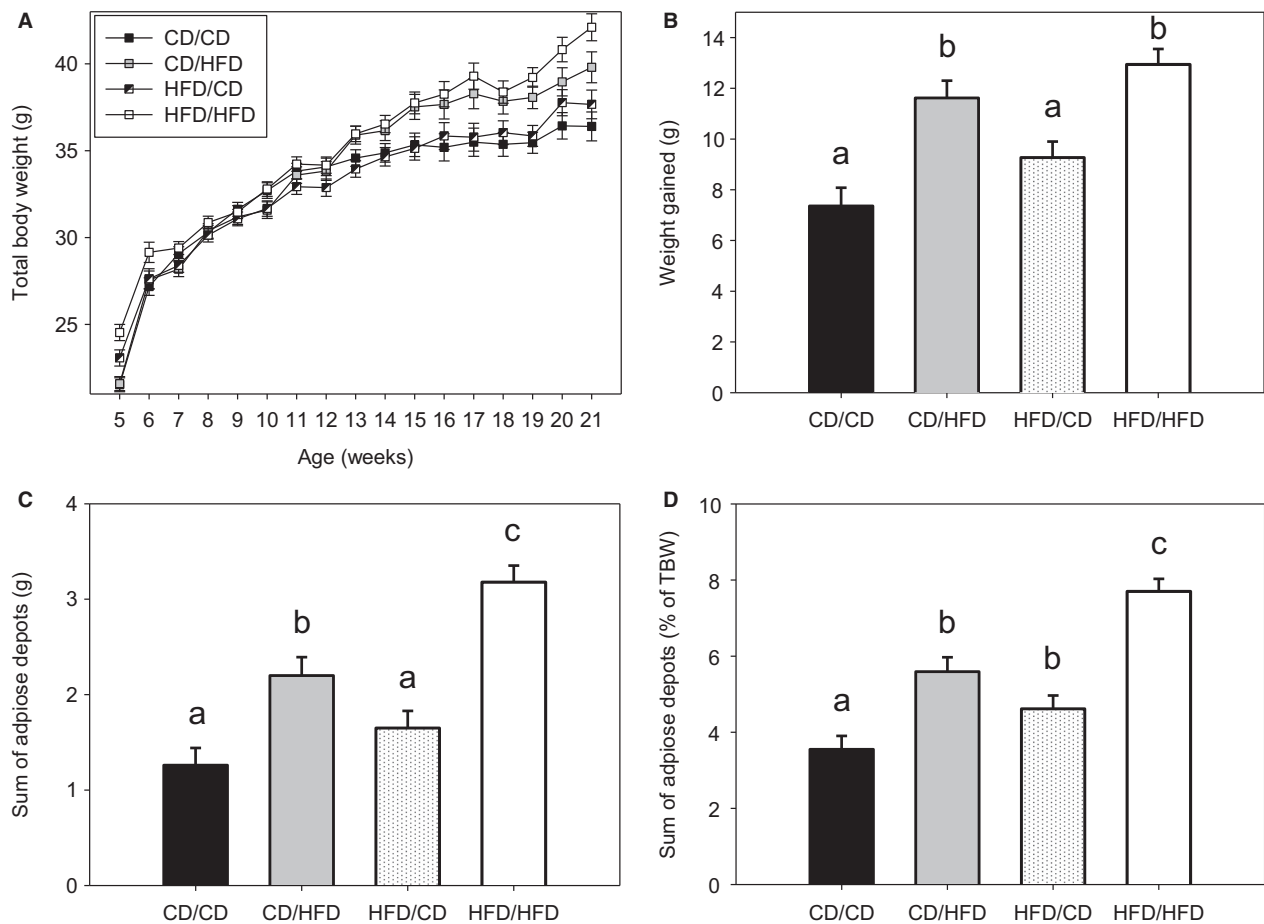 A
CD/CD
CD/HFD
HFD/CD
HFD/HFD
40
35
30
25
Total body weight (g)
5 6 7 8 9 10 11 12 13 14 15 16 17 18 19 20 21
Age (weeks)
B
14
12
10
8
6
4
2
0
Weight gained (g)
a
b
a
b
CD/CD CD/HFD HFD/CD HFD/HFD
C
4
3
2
1
0
Sum of adpiose depots (g)
a
b
a
c
CD/CD CD/HFD HFD/CD HFD/HFD
D
10
8
6
4
2
0
Sum of adpiose depots (% of TBW)
a
b
b
c
CD/CD CD/HFD HFD/CD HFD/HFD